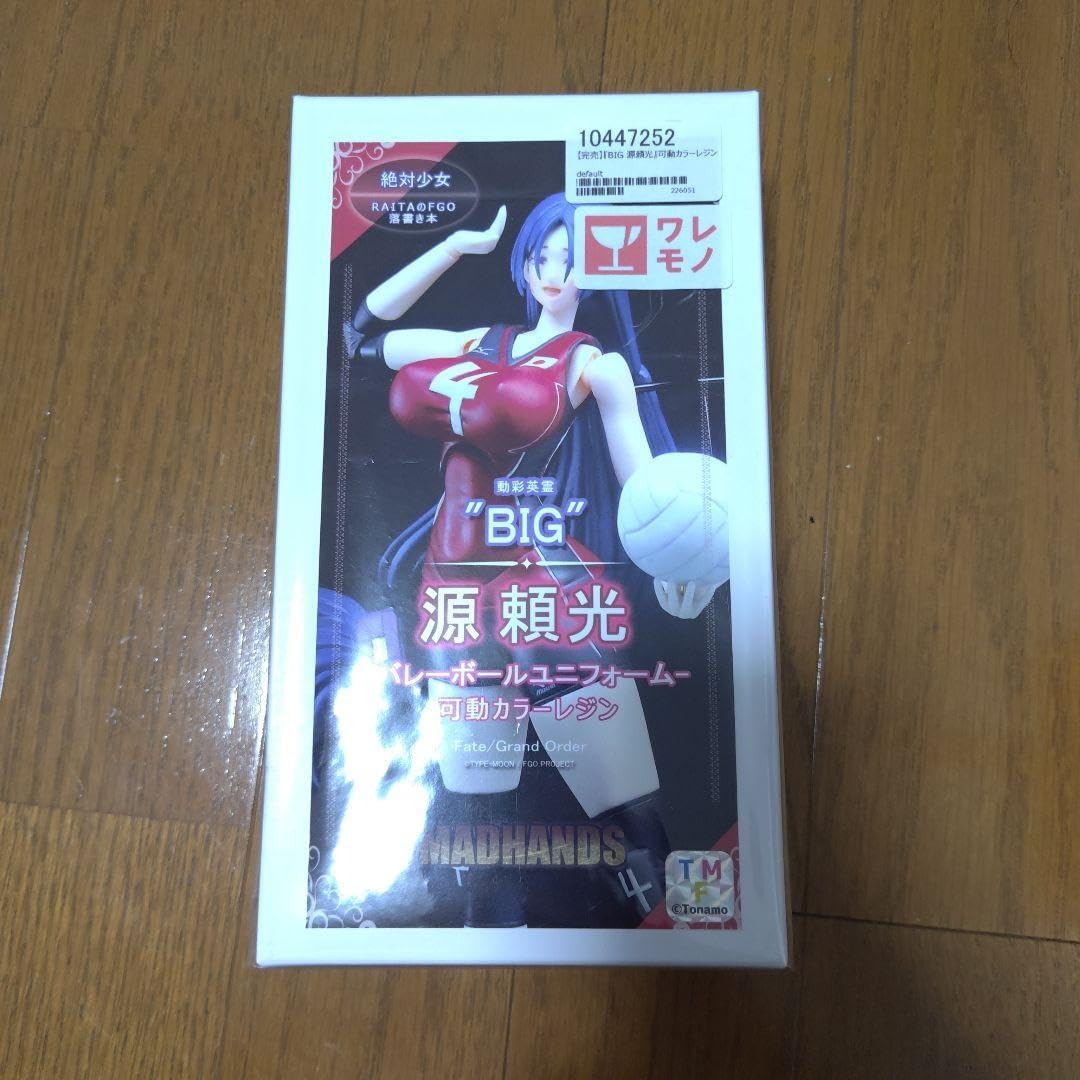 10447252
【完売】『BIG 源頼光』可動カラーレジン
default
226051
ワレ
モノ
絶対少女
RAITAのFGO
落書き本
4
動彩英霊
"BIG"
源 頼光
バレーボールユニフォーム-
可動カラーレジン
Fate/Grand Order
©TYPE-MOON / FGO PROJECT
MADHANDS
4
T M
F
©Tonamo